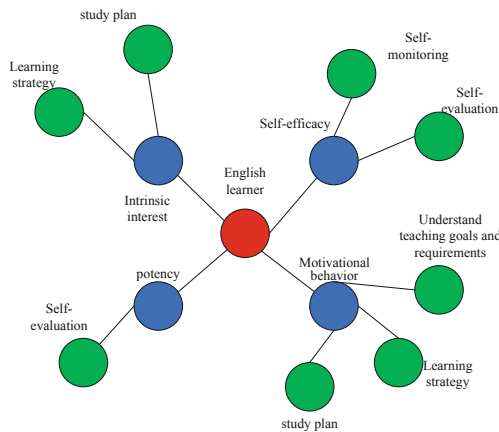 study plan
Learning
strategy
Self-
monitoring
Self-
evaluation
Self-efficacy
English
learner
Intrinsic
interest
Understand
teaching goals and
requirements
Motivational
behavior
potency
Self-
evaluation
Learning
strategy
study plan